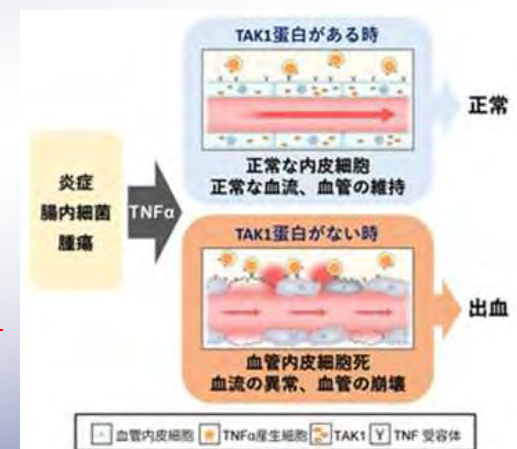 TAK1蛋白がある時
正常な内皮細胞
正常な血流、血管の維持
正常
炎症
腸内細菌
腫瘍
TNFα
TAK1蛋白がない時
血管内皮細胞死
血流の異常、血管の崩壊
出血
血管内皮細胞 TNFα産生細胞 TAK1 TNF 受容体